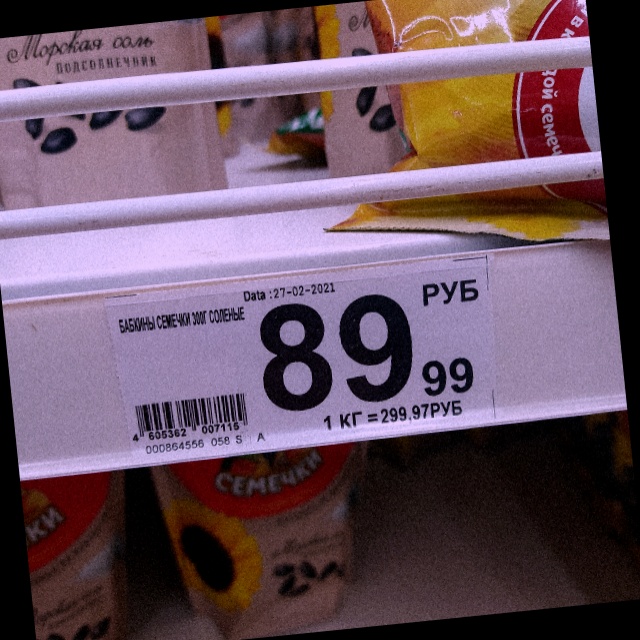 Морская соль
ПОДСОЛНЕЧНИК
Data :27-02-2021
БАБКИНЫ СЕМЕЧКИ 300Г СОЛЕНЫЕ
89
99
РУБ
1 КГ =299,97РУБ
4 605362 007115
000864556 058 S A
СЕМЕЧКИ
КИ